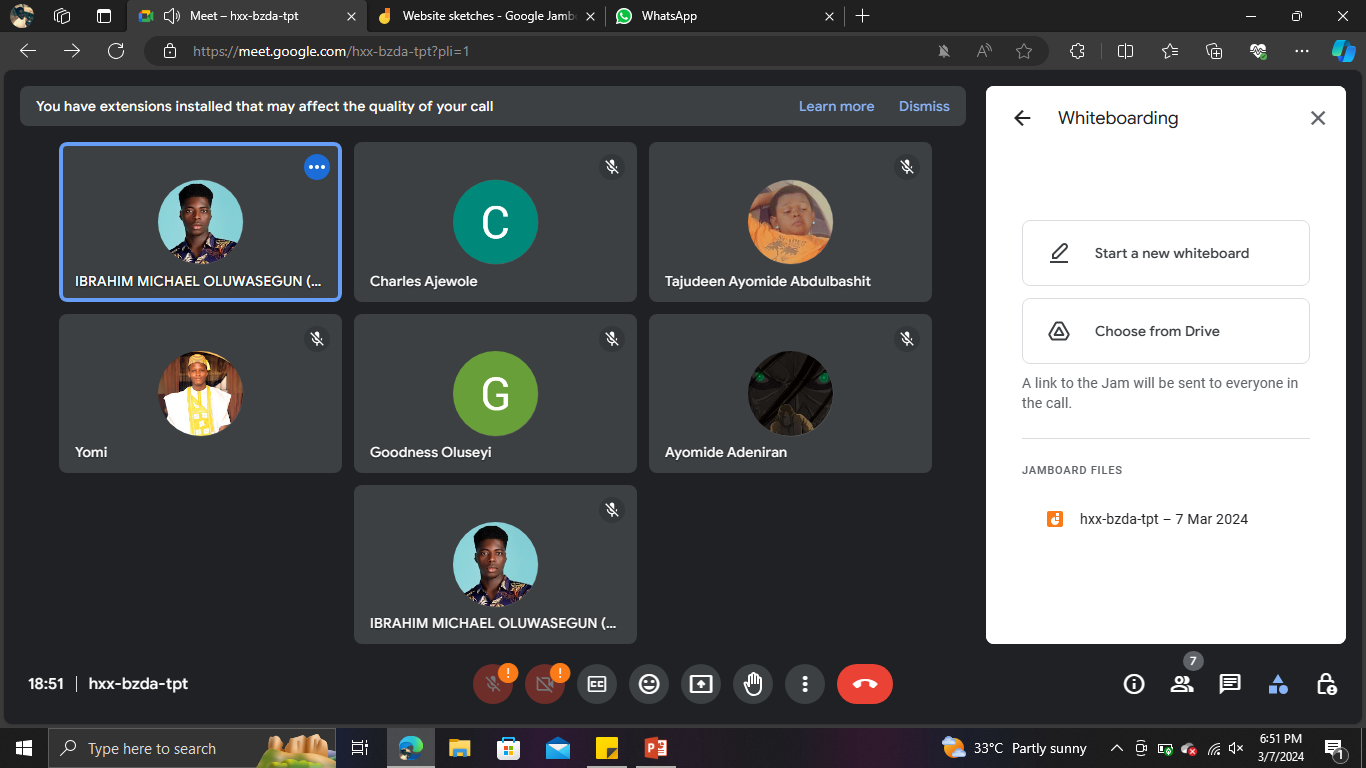 Meet – hxx-bzda-tpt
Website sketches - Google Jamb
WhatsApp
https://meet.google.com/hxx-bzda-tpt?pli=1
You have extensions installed that may affect the quality of your call
Learn more
Dismiss
IBRAHIM MICHAEL OLUWASEGUN (...
C
Charles Ajewole
Tajudeen Ayomide Abdulbashit
Yomi
G
Goodness Oluseyi
Ayomide Adeniran
IBRAHIM MICHAEL OLUWASEGUN (...
Whiteboarding
Start a new whiteboard
Choose from Drive
A link to the Jam will be sent to everyone in
the call.
JAMBOARD FILES
hxx-bzda-tpt – 7 Mar 2024
18:51 | hxx-bzda-tpt
!
!
CC
7
Type here to search
33°C Partly sunny
6:51 PM
3/7/2024
1